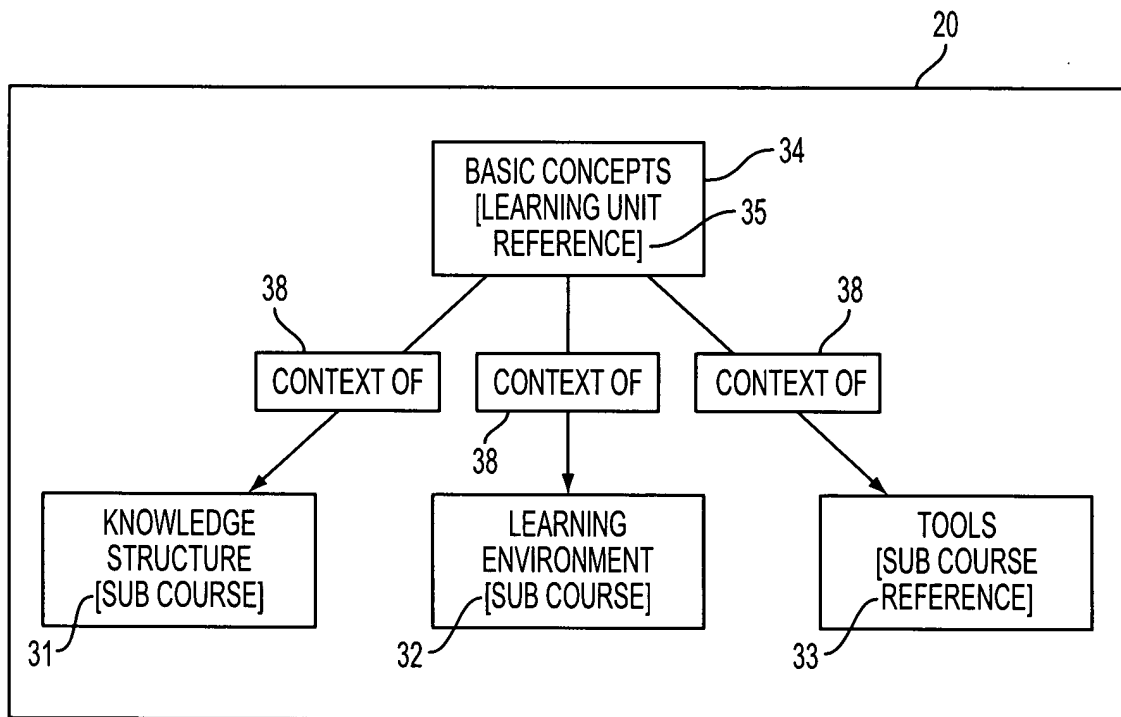 20
BASIC CONCEPTS
[LEARNING UNIT
REFERENCE]
34
35
38
38
CONTEXT OF
CONTEXT OF
CONTEXT OF
38
KNOWLEDGE
STRUCTURE
[SUB COURSE]
31
LEARNING
ENVIRONMENT
[SUB COURSE]
32
TOOLS
[SUB COURSE
REFERENCE]
33